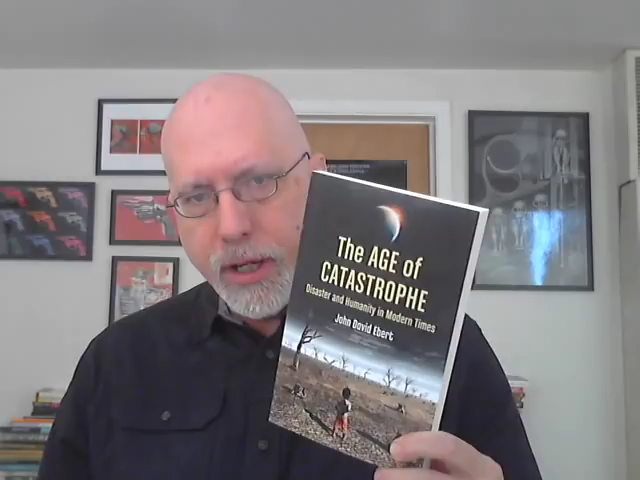 The AGE of
CATASTROPHE
Disaster and Humanity in Modern Times
John David Ebert